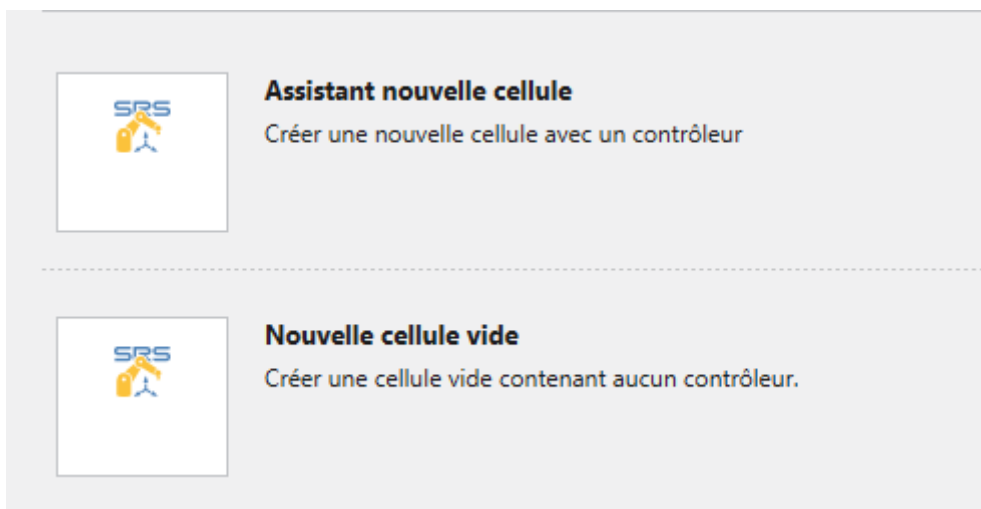 SRS
Assistant nouvelle cellule
Créer une nouvelle cellule avec un contrôleur
SRS
Nouvelle cellule vide
Créer une cellule vide contenant aucun contrôleur.